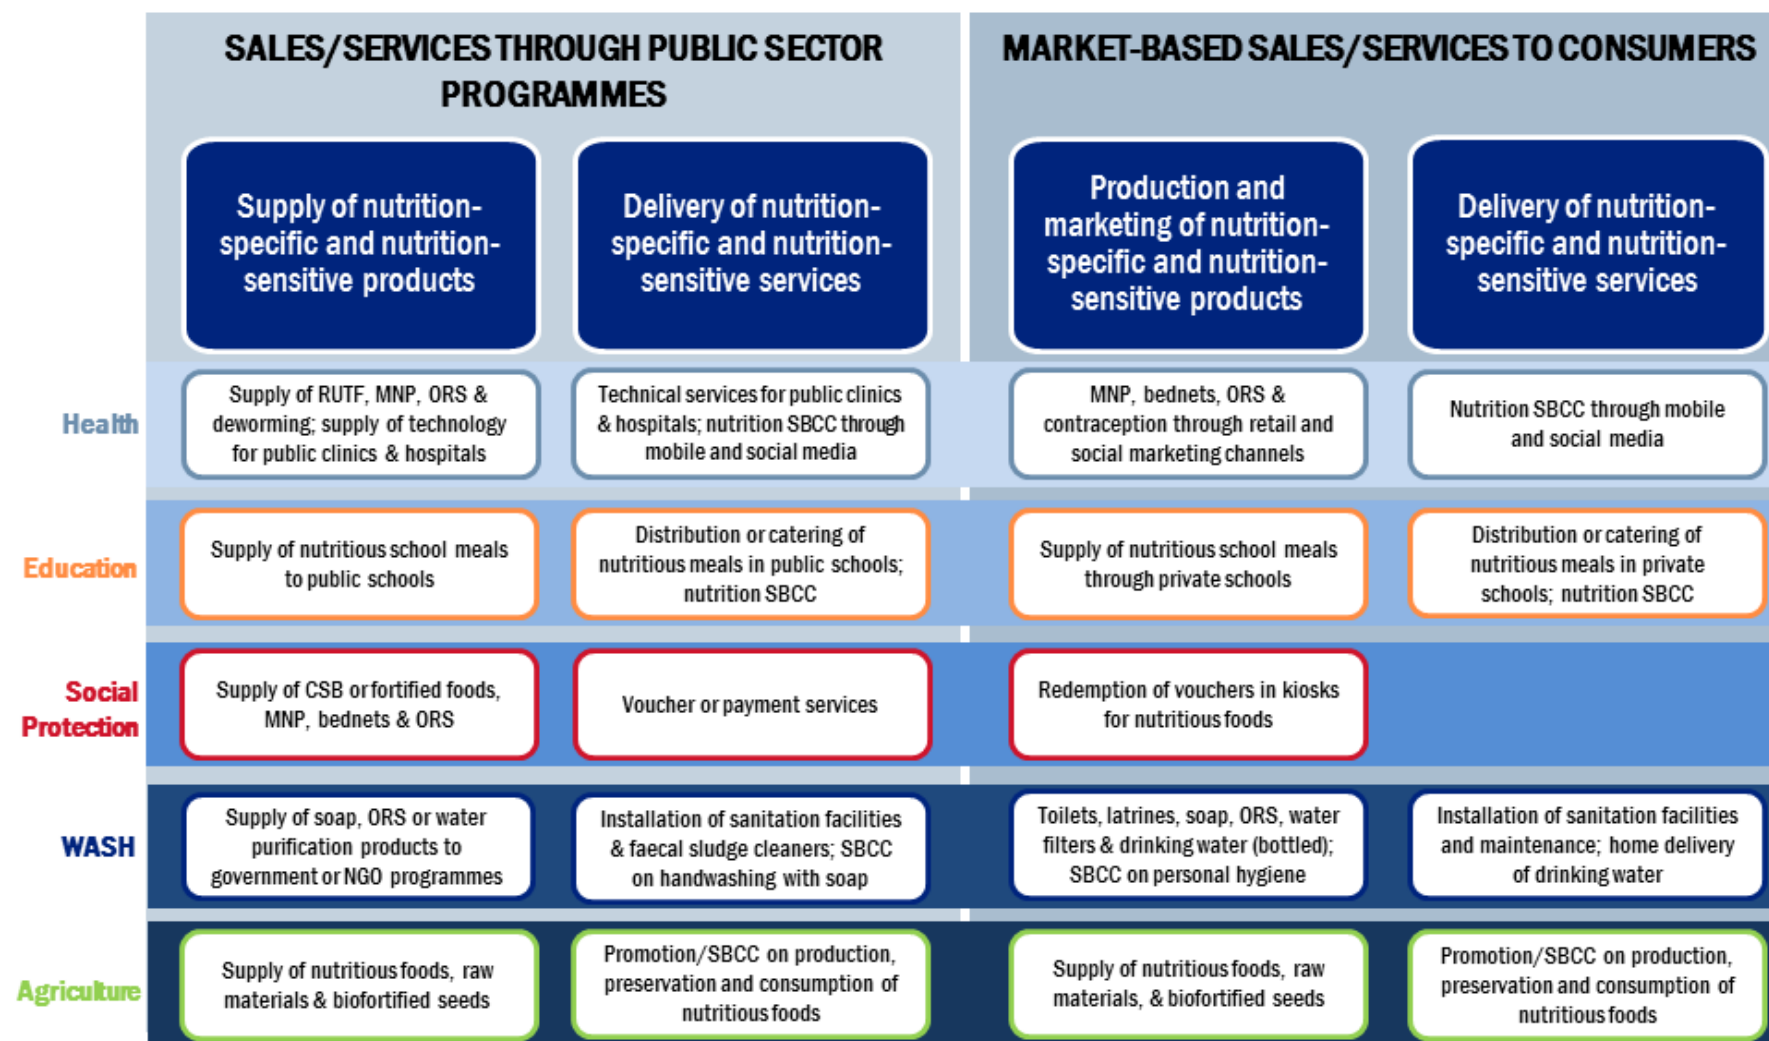 SALES/SERVICES THROUGH PUBLIC SECTOR
PROGRAMMES
MARKET-BASED SALES/SERVICES TO CONSUMERS
Supply of nutrition-
specific and nutrition-
sensitive products
Delivery of nutrition-
specific and nutrition-
sensitive services
Production and
marketing of nutrition-
specific and nutrition-
sensitive products
Delivery of nutrition-
specific and nutrition-
sensitive services
Health
Supply of RUTF, MNP, ORS &
deworming; supply of technology
for public clinics & hospitals
Technical services for public clinics
& hospitals; nutrition SBCC through
mobile and social media
MNP, bednets, ORS &
contraception through retail and
social marketing channels
Nutrition SBCC through mobile
and social media
Education
Supply of nutritious school meals
to public schools
Distribution or catering of
nutritious meals in public schools;
nutrition SBCC
Supply of nutritious school meals
through private schools
Distribution or catering of
nutritious meals in private
schools; nutrition SBCC
Social
Protection
Supply of CSB or fortified foods,
MNP, bednets & ORS
Voucher or payment services
Redemption of vouchers in kiosks
for nutritious foods
WASH
Supply of soap, ORS or water
purification products to
government or NGO programmes
Installation of sanitation facilities
& faecal sludge cleaners; SBCC
on handwashing with soap
Toilets, latrines, soap, ORS, water
filters & drinking water (bottled);
SBCC on personal hygiene
Installation of sanitation facilities
and maintenance; home delivery
of drinking water
Agriculture
Supply of nutritious foods, raw
materials & biofortified seeds
Promotion/SBCC on production,
preservation and consumption of
nutritious foods
Supply of nutritious foods, raw
materials, & biofortified seeds
Promotion/SBCC on production,
preservation and consumption of
nutritious foods